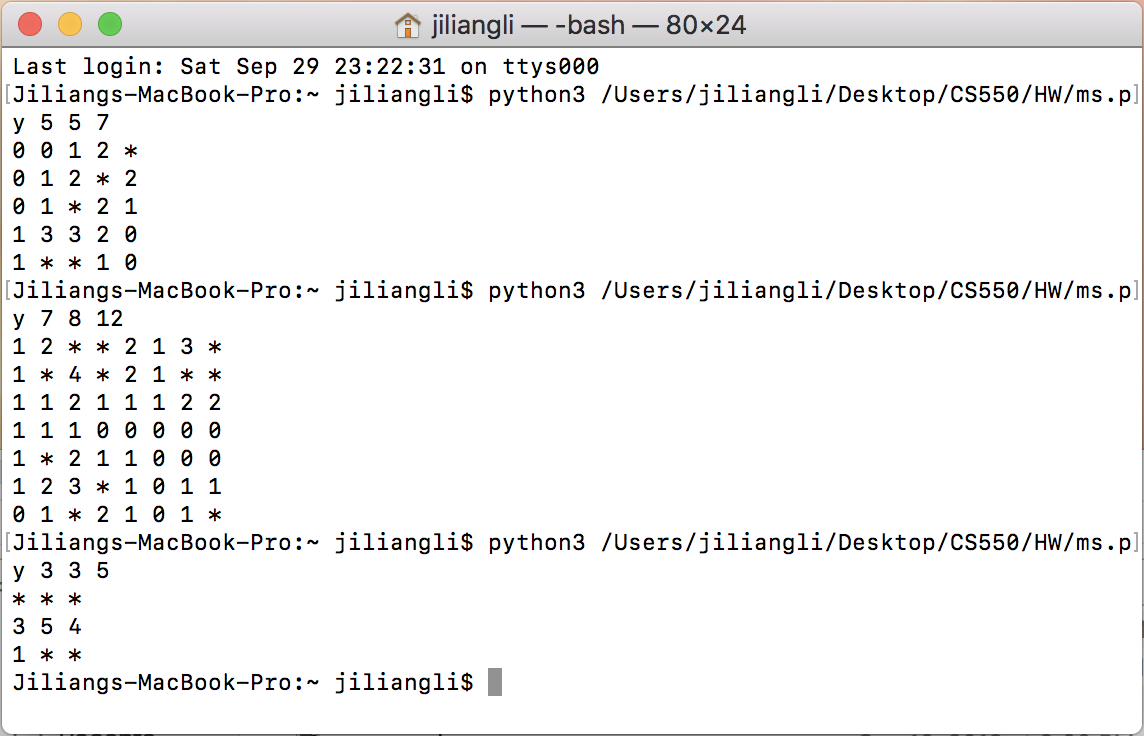 jiliangli — -bash — 80×24
Last login: Sat Sep 29 23:22:31 on ttys000
[Jiliangs-MacBook-Pro:~ jiliangli$ python3 /Users/jiliangli/Desktop/CS550/HW/ms.p]
y 5 5 7
0 0 1 2 *
0 1 2 * 2
0 1 * 2 1
1 3 3 2 0
1 * * 1 0
[Jiliangs-MacBook-Pro:~ jiliangli$ python3 /Users/jiliangli/Desktop/CS550/HW/ms.p]
y 7 8 12
1 2 * * 2 1 3 *
1 * 4 * 2 1 * *
1 1 2 1 1 1 2 2
1 1 1 0 0 0 0 0
1 * 2 1 1 0 0 0
1 2 3 * 1 0 1 1
0 1 * 2 1 0 1 *
[Jiliangs-MacBook-Pro:~ jiliangli$ python3 /Users/jiliangli/Desktop/CS550/HW/ms.p]
y 3 3 5
* * *
3 5 4
1 * *
Jiliangs-MacBook-Pro:~ jiliangli$